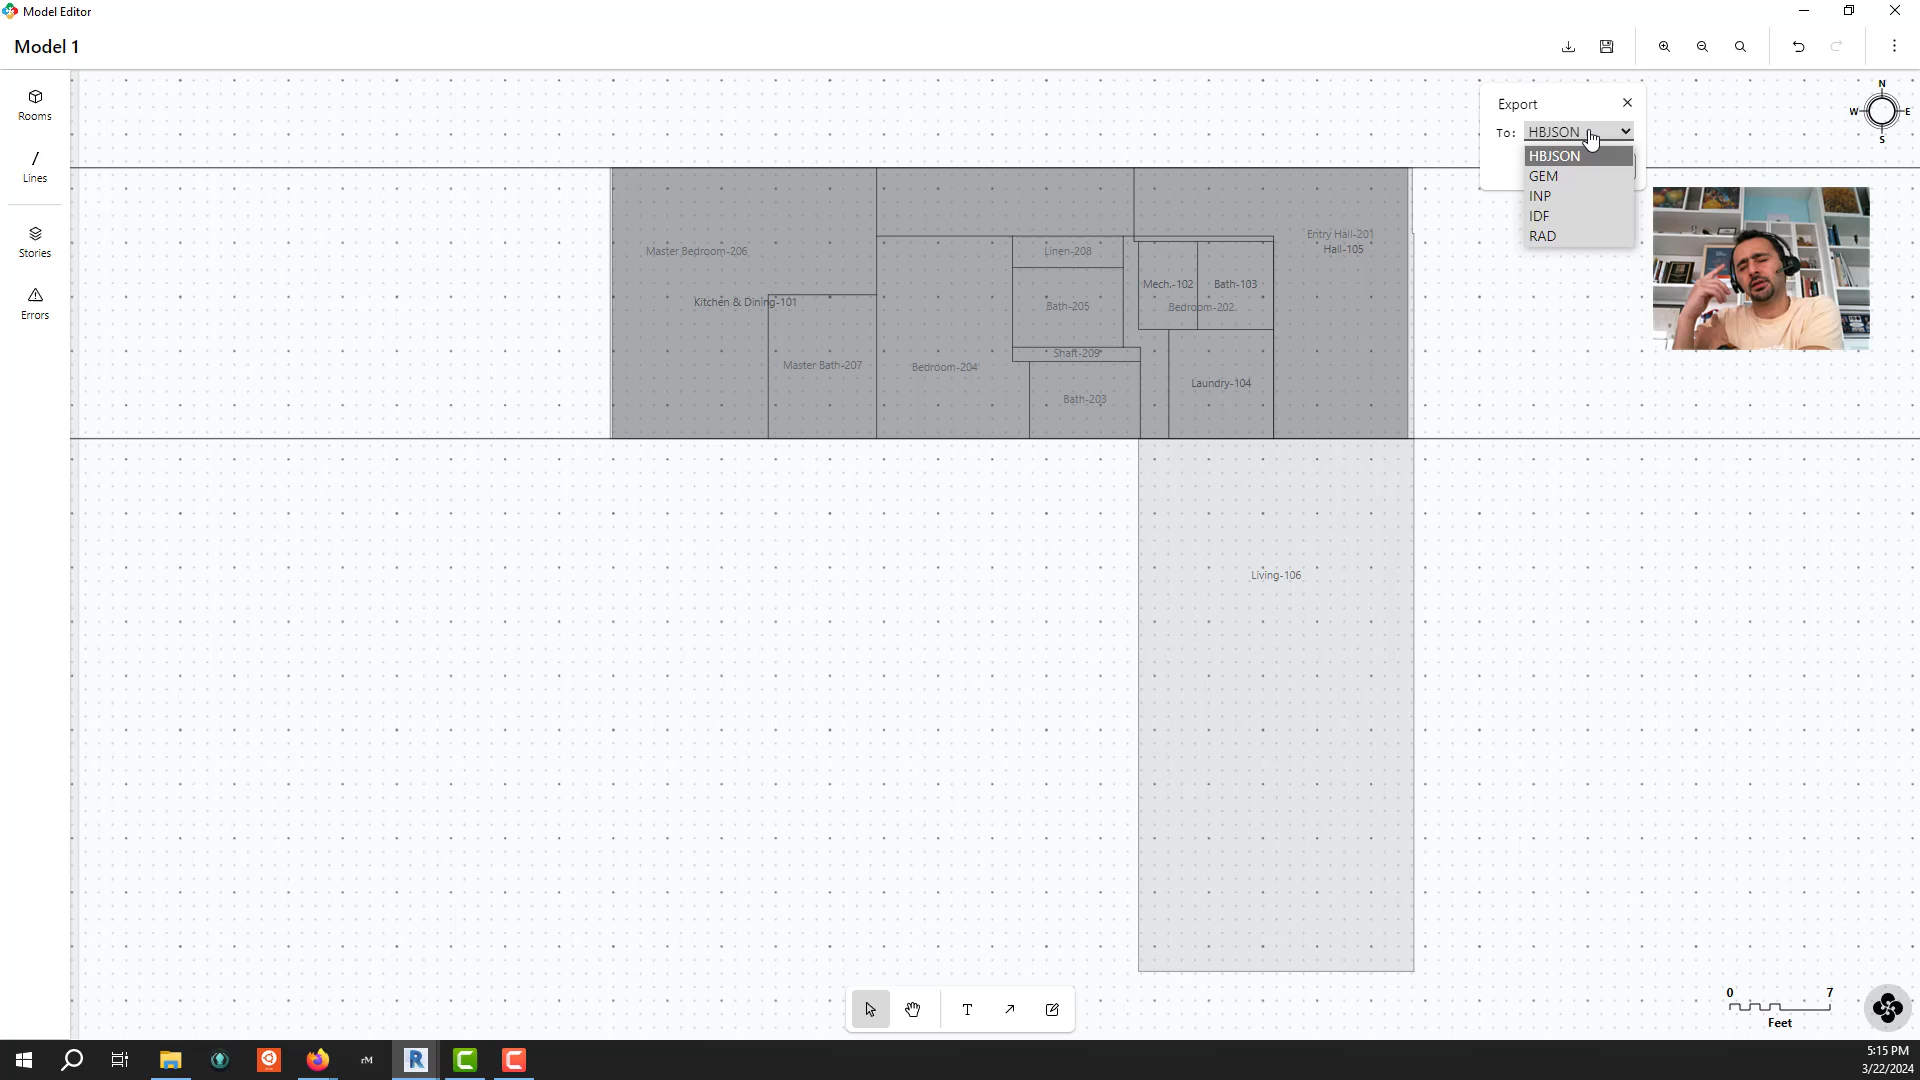 Model Editor
Model 1
Rooms
Lines
Stories
Errors
Export
To: HBJSON
HBJSON
GEM
INP
IDF
RAD
N
W
E
S
Master Bedroom-206
Linen-208
Entry Hall-201
Hall-105
Mech.-102
Bath-103
Kitchen & Dining-101
Bath-205
Bedroom-202
Shaft-209
Master Bath-207
Bedroom-204
Laundry-104
Bath-203
Living-106
T
0
7
Feet
rM
R
C
C
5:15 PM
3/22/2024